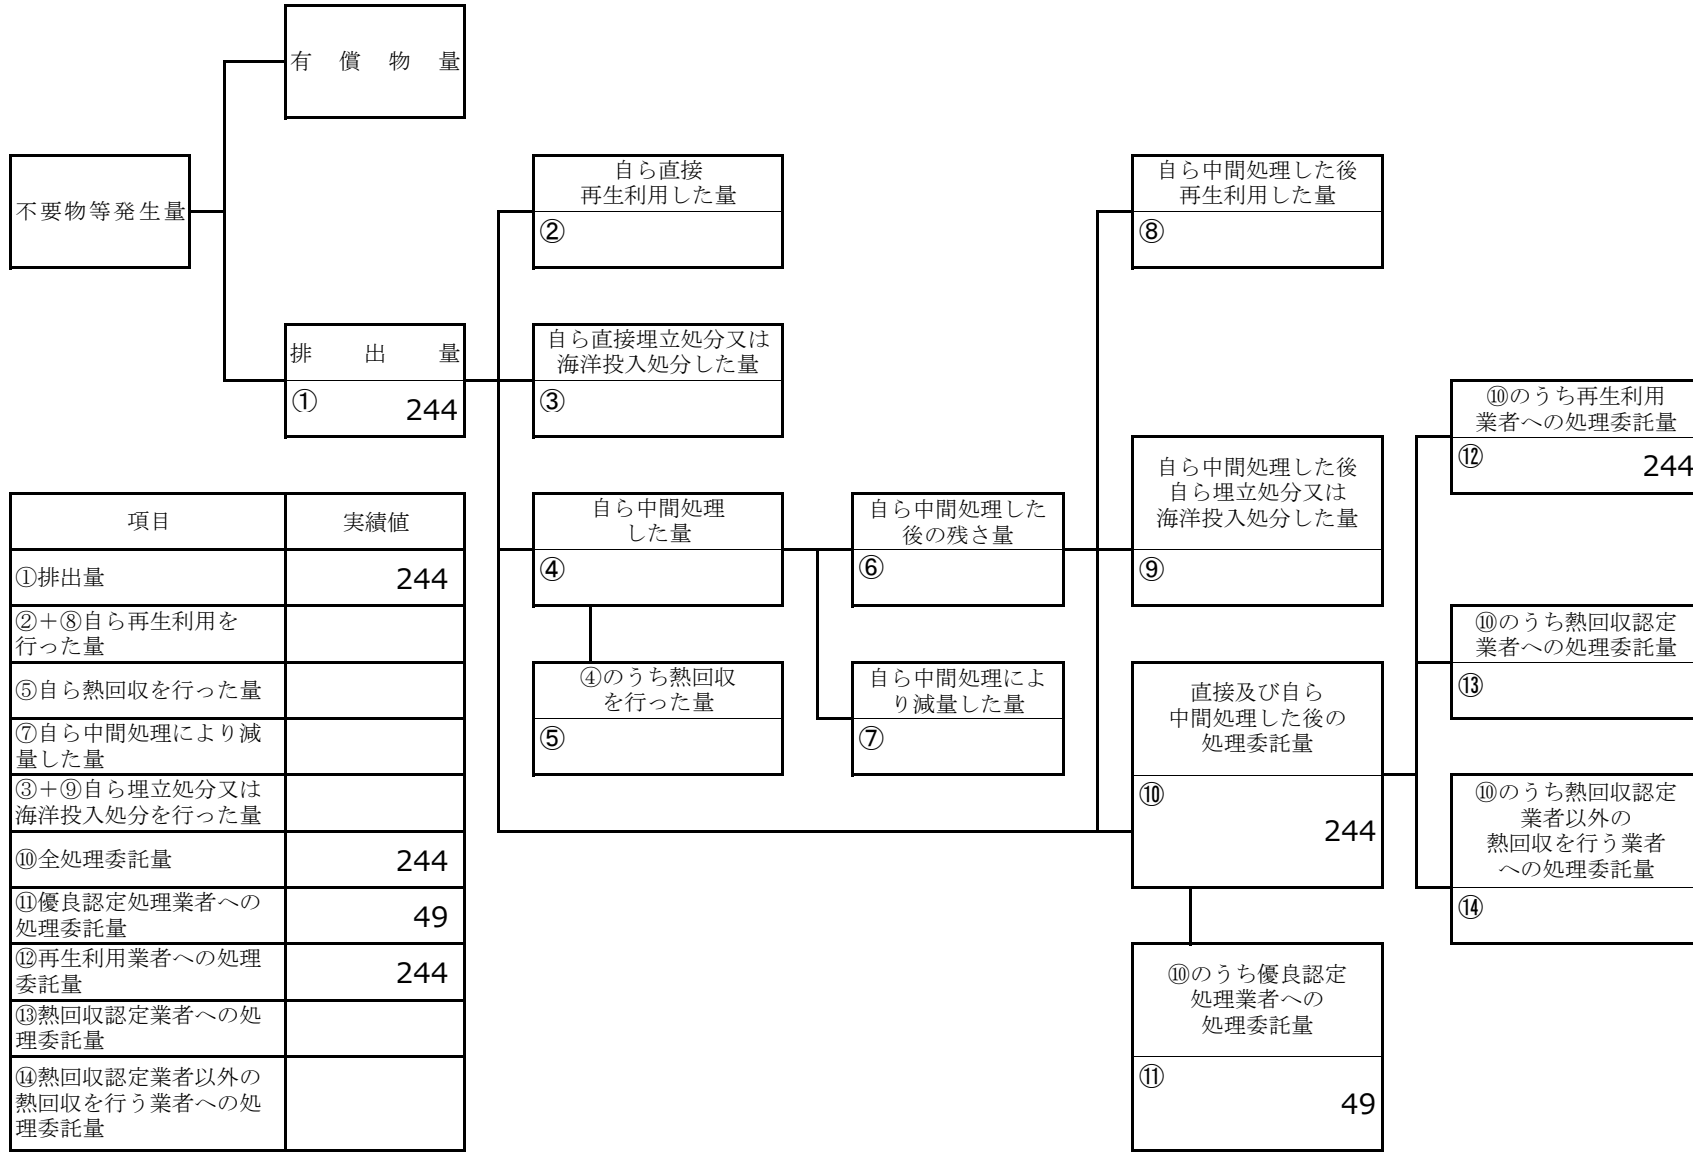 有償物量
不要物等発生量
排出量
① 244
自ら直接
再生利用した量
②
自ら直接埋立処分又は
海洋投入処分した量
③
自ら中間処理
した量
④
④のうち熱回収
を行った量
⑤
自ら中間処理した
後の残さ量
⑥
自ら中間処理によ
り減量した量
⑦
自ら中間処理した後
再生利用した量
⑧
自ら中間処理した後
自ら埋立処分又は
海洋投入処分した量
⑨
直接及び自ら
中間処理した後の
処理委託量
⑩
244
⑩のうち優良認定
処理業者への
処理委託量
⑪
49
⑩のうち再生利用
業者への処理委託量
⑫ 244
⑩のうち熱回収認定
業者への処理委託量
⑬
⑩のうち熱回収認定
業者以外の
熱回収を行う業者
への処理委託量
⑭
項目 実績値
①排出量 244
②+⑧自ら再生利用を
行った量
⑤自ら熱回収を行った量
⑦自ら中間処理により減
量した量
③+⑨自ら埋立処分又は
海洋投入処分を行った量
⑩全処理委託量 244
⑪優良認定処理業者への
処理委託量 49
⑫再生利用業者への処理
委託量 244
⑬熱回収認定業者への処
理委託量
⑭熱回収認定業者以外の
熱回収を行う業者への処
理委託量